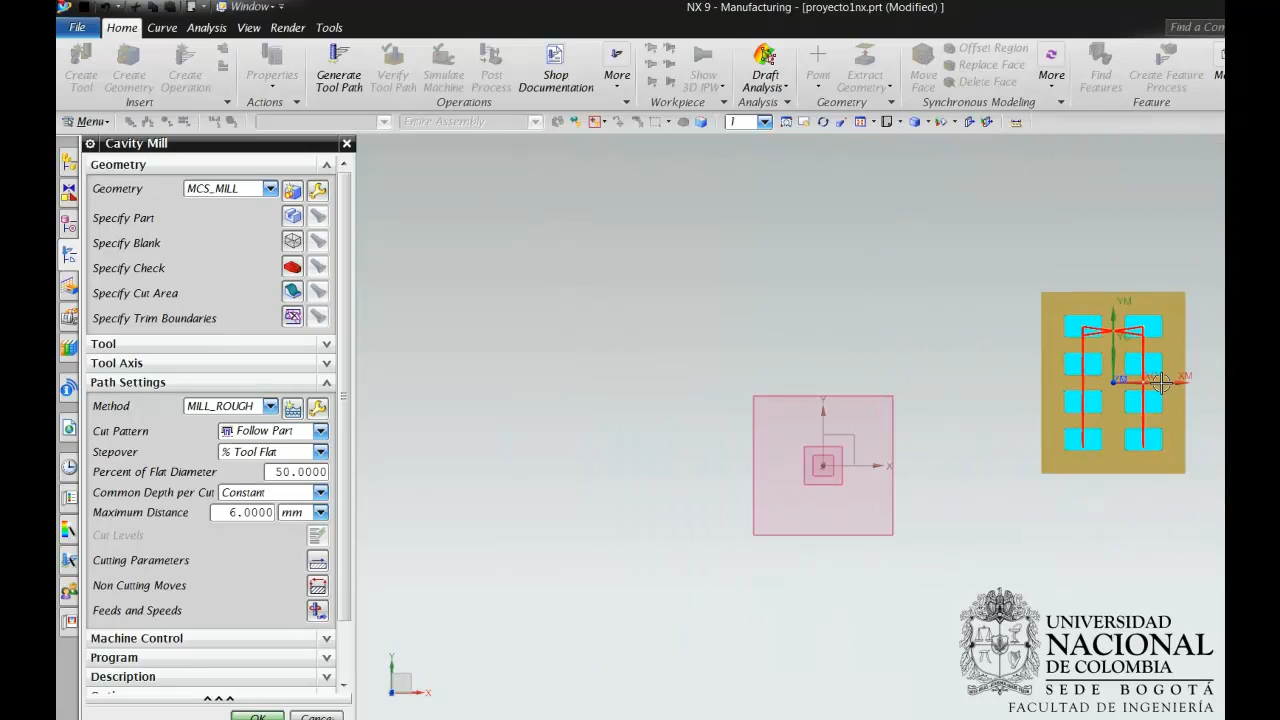 Window
NX 9 - Manufacturing - [proyecto1nx.prt (Modified) ]
File Home Curve Analysis View Render Tools
Find a Com
Create Tool
Create Geometry
Create Operation
Properties
Generate Tool Path
Verify Tool Path
Simulate Machine
Post Process
Shop Documentation
More
Show 3D IPW
Draft Analysis
Point
Extract Geometry
Move Face
Offset Region
Replace Face
Delete Face
More
Find Features
Create Feature Process
Mo
Insert
Actions
Operations
Workpiece
Analysis
Geometry
Synchronous Modeling
Feature
Menu
Entire Assembly
1
Cavity Mill
Geometry
Geometry MCS_MILL
Specify Part
Specify Blank
Specify Check
Specify Cut Area
Specify Trim Boundaries
Tool
Tool Axis
Path Settings
Method MILL_ROUGH
Cut Pattern Follow Part
Stepover % Tool Flat
Percent of Flat Diameter 50.0000
Common Depth per Cut Constant
Maximum Distance 6.0000 mm
Cut Levels
Cutting Parameters
Non Cutting Moves
Feeds and Speeds
Machine Control
Program
Description
OK Cance
YM
XM
Y
X
Y
X
UNIVERSIDAD
NACIONAL
DE COLOMBIA
SEDE BOGOTÁ
FACULTAD DE INGENIERÍA